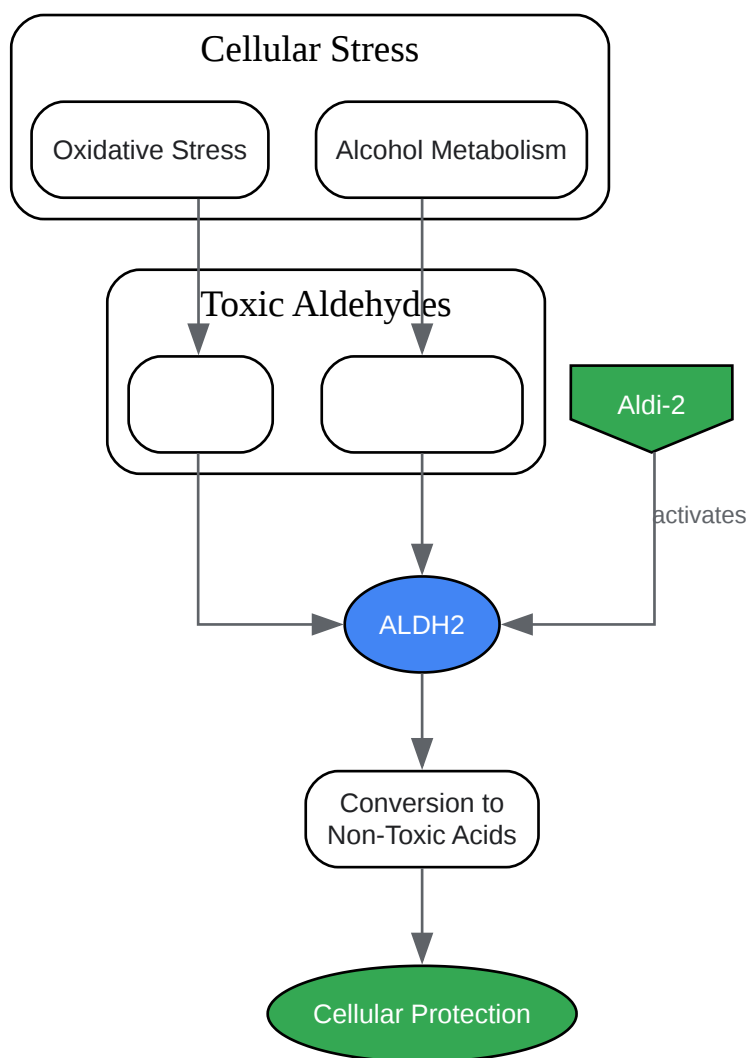 Cellular Stress
Oxidative Stress
Alcohol Metabolism
Toxic Aldehydes
Aldi-2
activates
ALDH2
Conversion to
Non-Toxic Acids
Cellular Protection